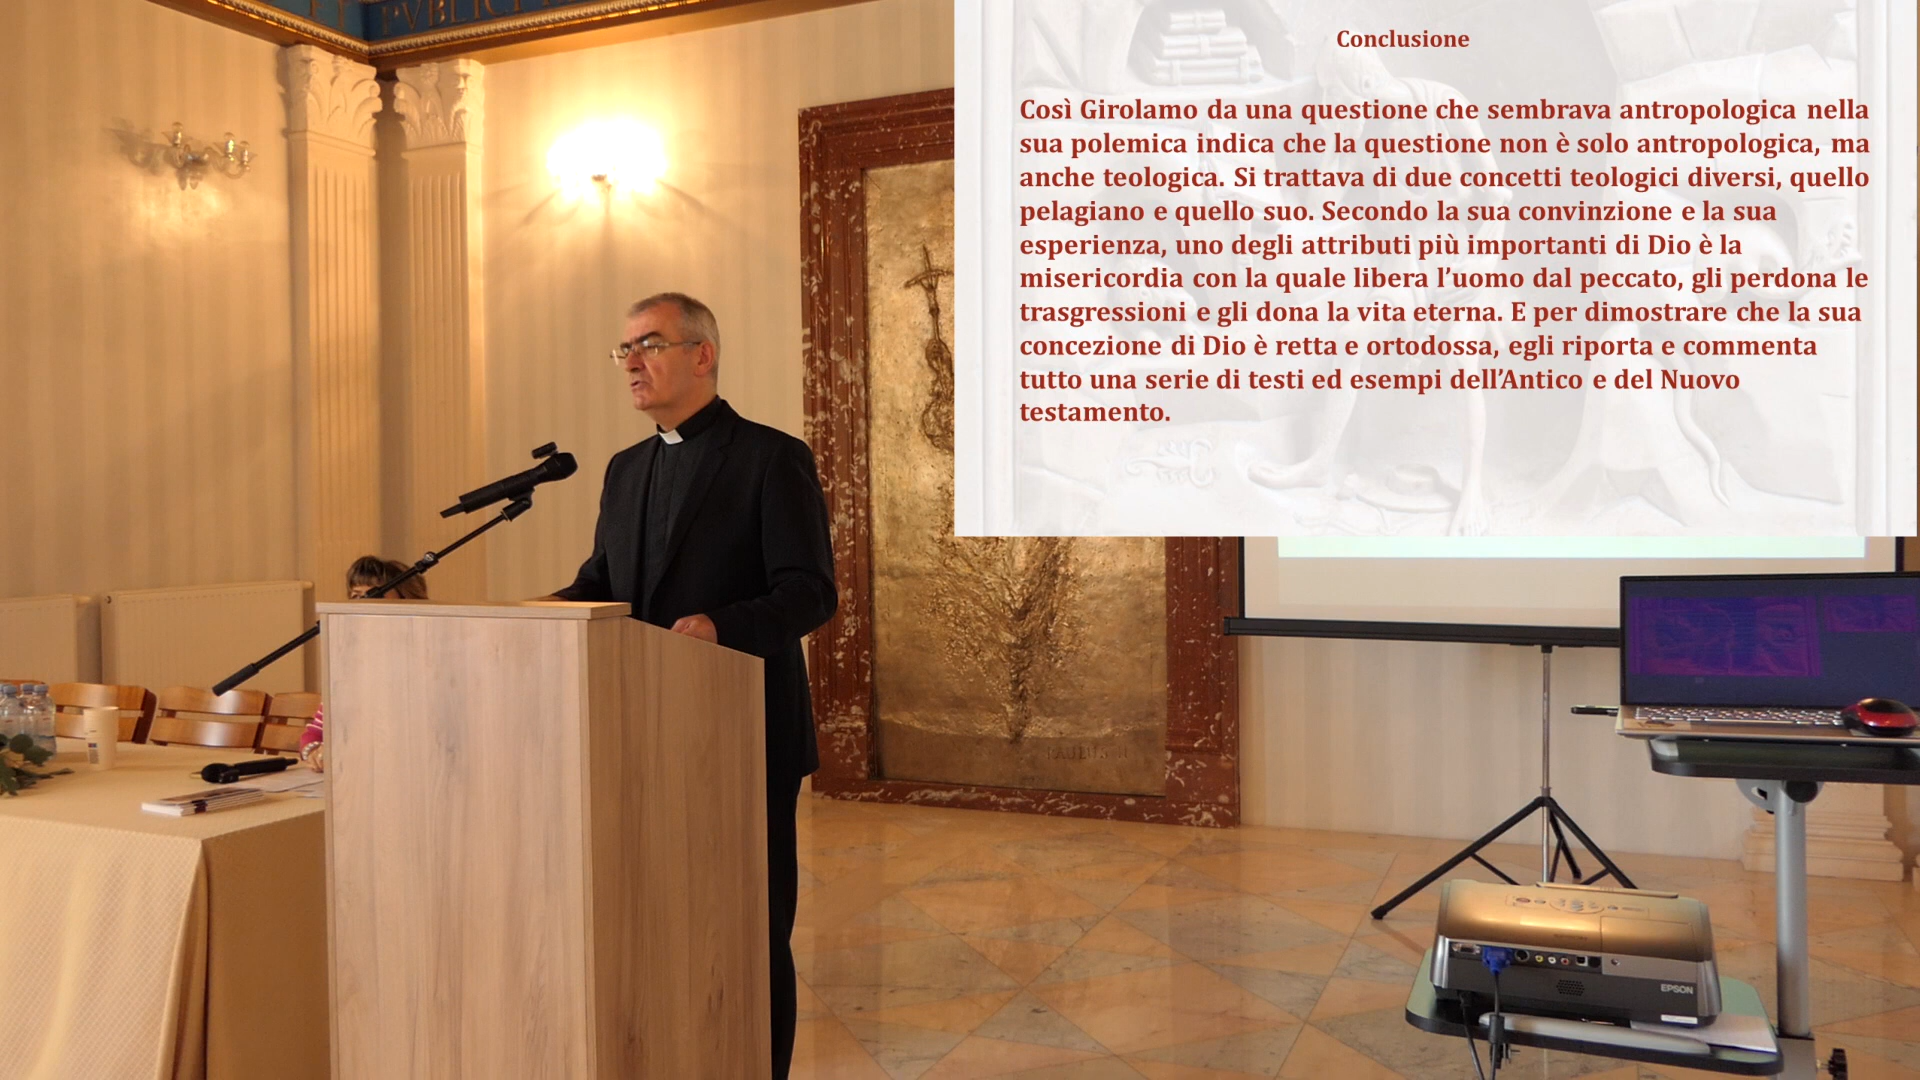 PVBLICI
Conclusione
Così Girolamo da una questione che sembrava antropologica nella
sua polemica indica che la questione non è solo antropologica, ma
anche teologica. Si trattava di due concetti teologici diversi, quello
pelagiano e quello suo. Secondo la sua convinzione e la sua
esperienza, uno degli attributi più importanti di Dio è la
misericordia con la quale libera l’uomo dal peccato, gli perdona le
trasgressioni e gli dona la vita eterna. E per dimostrare che la sua
concezione di Dio è retta e ortodossa, egli riporta e commenta
tutto una serie di testi ed esempi dell’Antico e del Nuovo
testamento.
EPSON